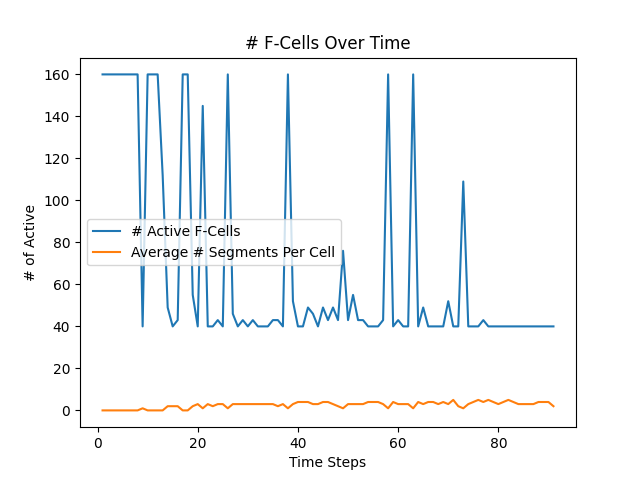 # F-Cells Over Time
160
140
120
100
80
60
40
20
0
# of Active
# Active F-Cells
Average # Segments Per Cell
0 20 40 60 80
Time Steps